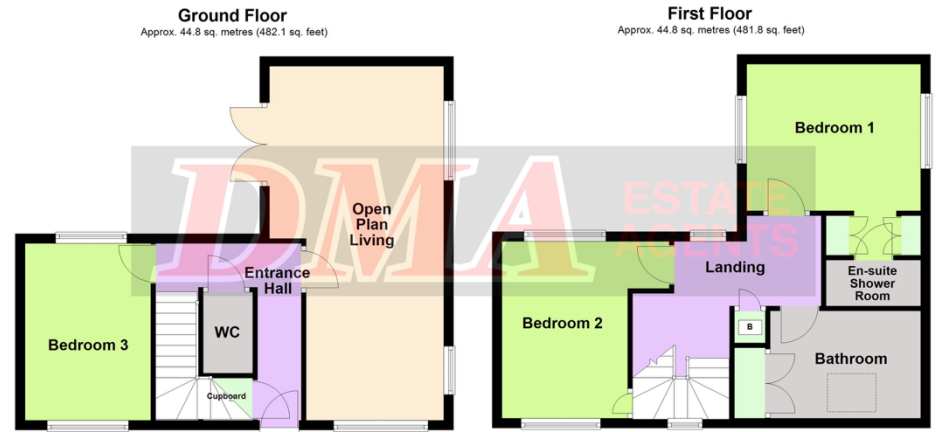 Ground Floor
Approx. 44.8 sq. metres (482.1 sq. feet)
Open
Plan
Living
Entrance
Hall
WC
Bedroom 3
Cupboard
First Floor
Approx. 44.8 sq. metres (481.8 sq. feet)
Bedroom 1
Landing
En-suite
Shower
Room
Bedroom 2
B
Bathroom
DMA
ESTATE
AGENTS